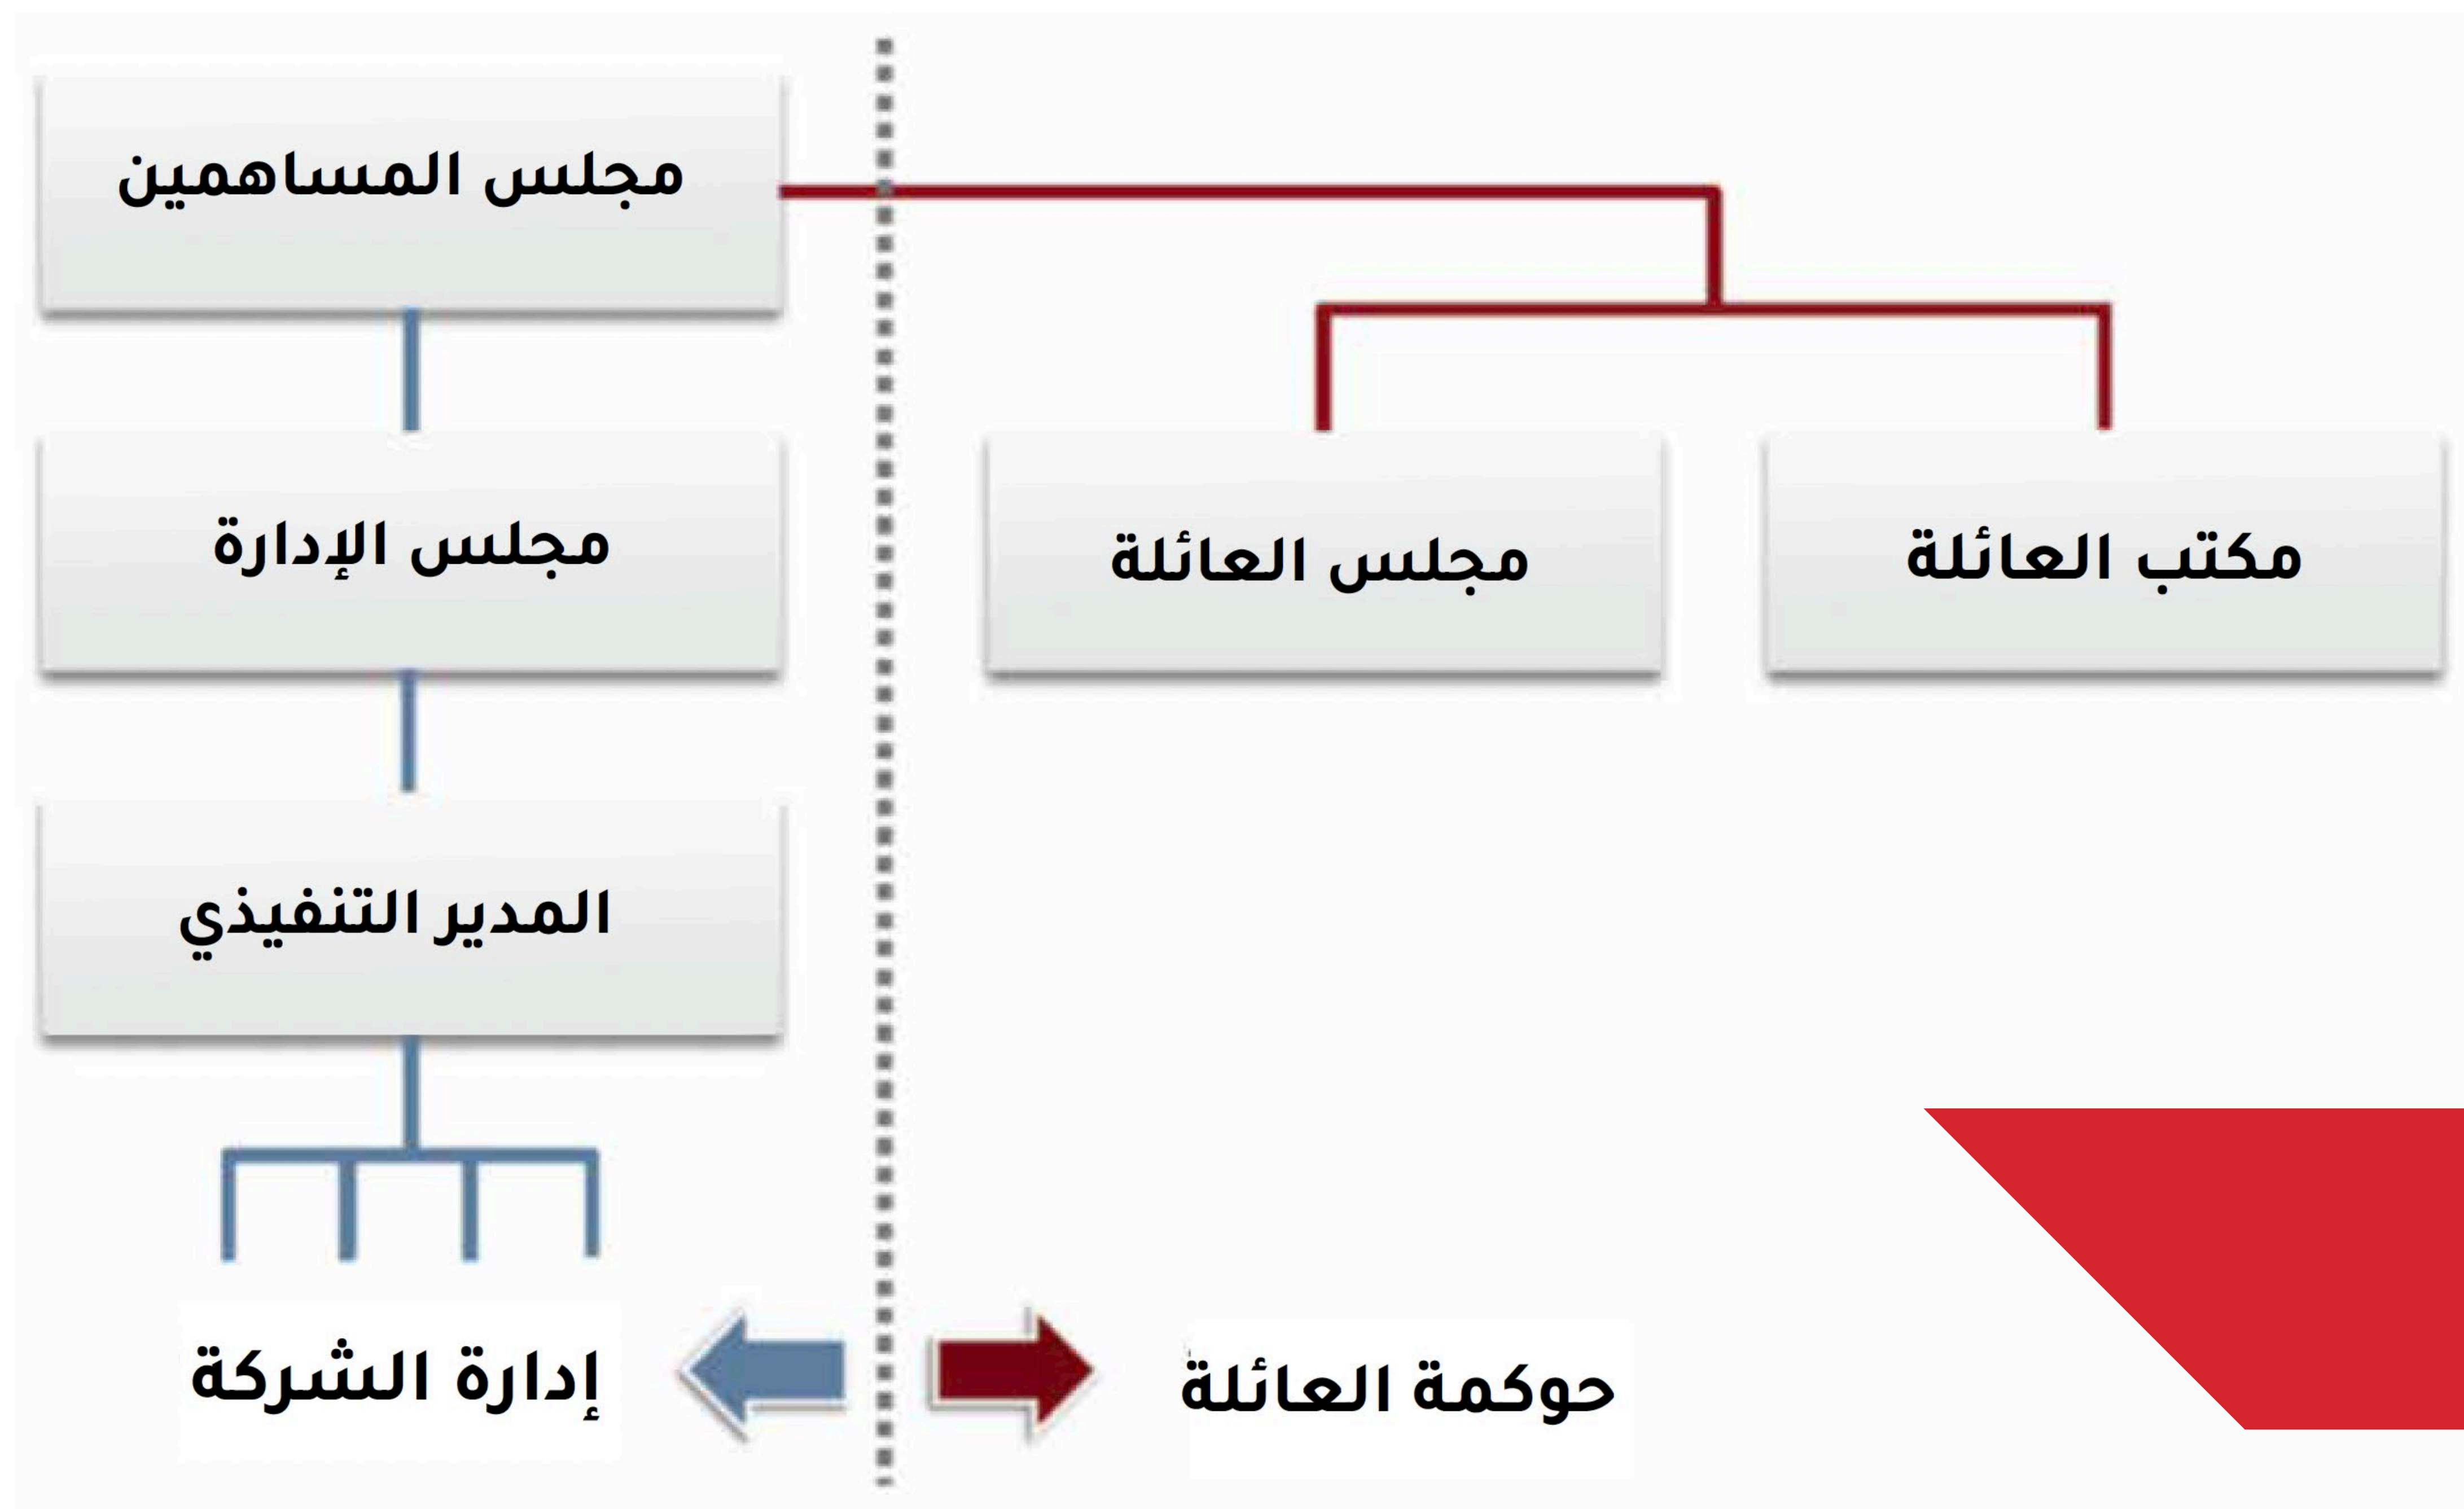 مجلس المساهمين
مكتب العائلة
مجلس العائلة
مجلس الإدارة
المدير التنفيذي
حوكمة العائلة
إدارة الشركة